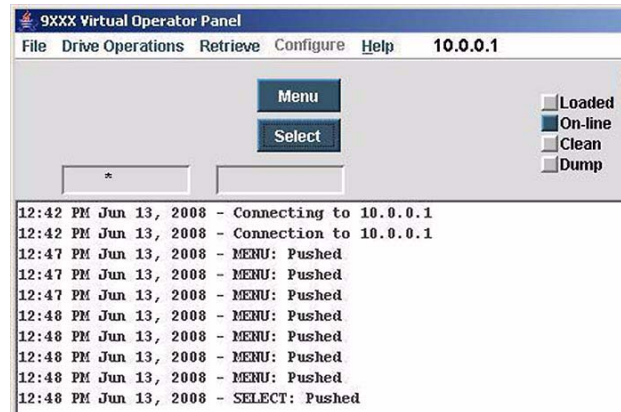 9XXX Virtual Operator Panel
File Drive Operations Retrieve Configure Help 10.0.0.1
Menu
Select
Loaded
On-line
Clean
Dump
*
12:42 PM Jun 13, 2008 - Connecting to 10.0.0.1
12:42 PM Jun 13, 2008 - Connection to 10.0.0.1
12:47 PM Jun 13, 2008 - MENU: Pushed
12:47 PM Jun 13, 2008 - MENU: Pushed
12:47 PM Jun 13, 2008 - MENU: Pushed
12:48 PM Jun 13, 2008 - MENU: Pushed
12:48 PM Jun 13, 2008 - MENU: Pushed
12:48 PM Jun 13, 2008 - MENU: Pushed
12:48 PM Jun 13, 2008 - MENU: Pushed
12:48 PM Jun 13, 2008 - SELECT: Pushed